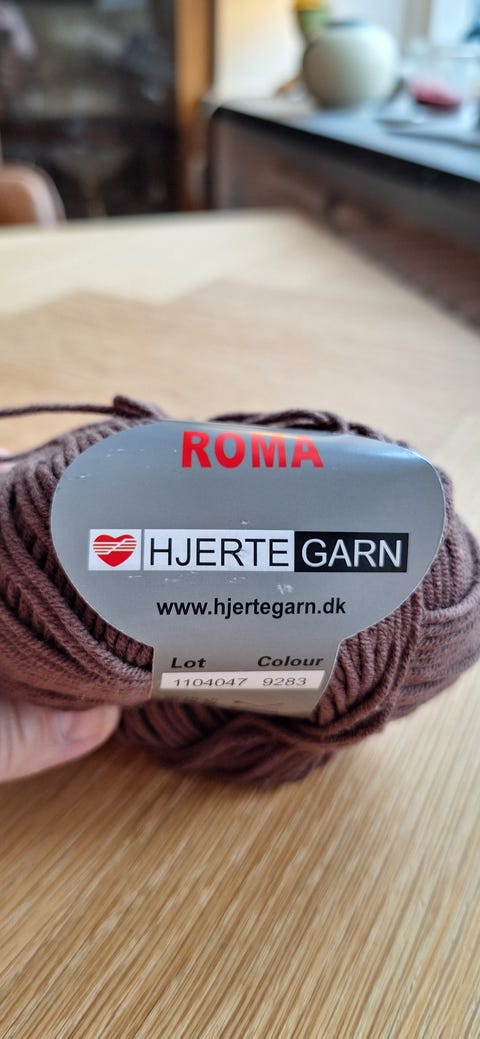 ROMA
HJERTE GARN
www.hjertegarn.dk
Lot Colour
1104047 9283